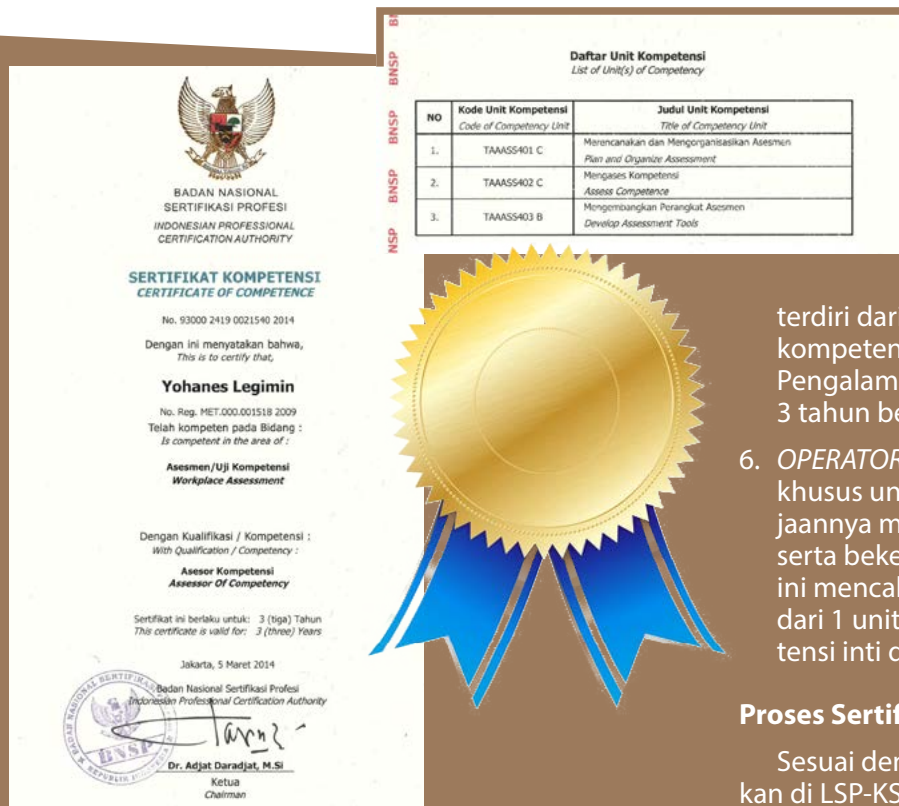 BADAN NASIONAL
SERTIFIKASI PROFESI
INDONESIAN PROFESSIONAL
CERTIFICATION AUTHORITY
SERTIFIKAT KOMPETENSI
CERTIFICATE OF COMPETENCE
No. 93000 2419 0021540 2014
Dengan ini menyatakan bahwa,
This is to certify that,
Yohanes Legimin
No. Reg. MET.000.001518 2009
Telah kompeten pada Bidang :
Is competent in the area of :
Asesmen/Uji Kompetensi
Workplace Assessment
Dengan Kualifikasi / Kompetensi :
With Qualification / Competency :
Asesor Kompetensi
Assessor Of Competency
Sertifikat ini berlaku untuk: 3 (tiga) Tahun
This certificate is valid for: 3 (three) Years
Jakarta, 5 Maret 2014
Badan Nasional Sertifikasi Profesi
Indonesian Professional Certification Authority
BADAN NASIONAL SERTIFIKASI
BNSP
REPUBLIK INDONESIA
Dr. Adjat Daradjat, M.Si
Ketua
Chairman
BNSP
BNSP
BNSP
NSP
Daftar Unit Kompetensi
List of Unit(s) of Competency
NO Kode Unit Kompetensi Judul Unit Kompetensi
Code of Competency Unit Title of Competency Unit
1. TAAASS401 C Merencanakan dan Mengorganisasikan Asesmen
Plan and Organize Assessment
2. TAAASS402 C Mengases Kompetensi
Assess Competence
3. TAAASS403 B Mengembangkan Perangkat Asesmen
Develop Assessment Tools
terdiri dar
kompeten
Pengalam
3 tahun be
6. OPERATOR
khusus un
jaannya m
serta beke
ini mencak
dari 1 unit
tensi inti d
Proses Sertif
Sesuai der
kan di LSP-KS